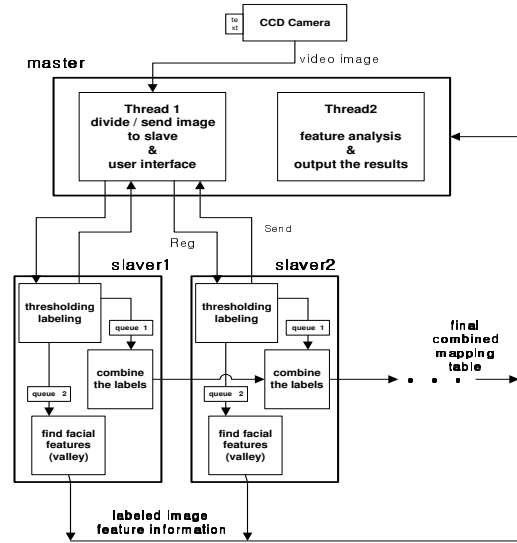 te
xt
CCD Camera
video image
master
Thread 1
divide / send image
to slave
&
user interface
Thread2
feature analysis
&
output the results
Reg
Send
slaver1
slaver2
thresholding
labeling
queue 1
combine
the labels
queue 2
find facial
features
(valley)
thresholding
labeling
queue 1
combine
the labels
queue 2
find facial
features
(valley)
final
combined
mapping
table
labeled image
feature information